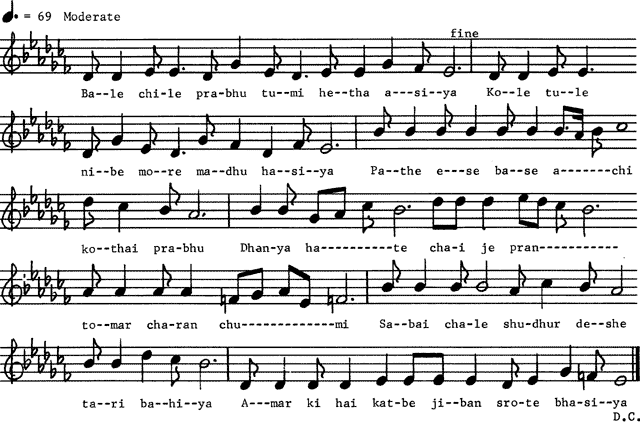 ♩. = 69 Moderate
fine
Ba--le chi-le pra-bhu tu--mi he--tha a---si--ya Ko--le tu--le
ni--be mo--re ma--dhu ha--si--ya Pa--the e---se ba--se a------chi
ko--thai pra-bhu Dhan-ya ha----------te cha-i je pran-----------
to--mar cha-ran chu-------------mi Sa--bai cha-le shu-dhur de--she
ta--ri ba--hi--ya A---mar ki hai kat-be ji--ban sro-te bha-si--ya
D.C.